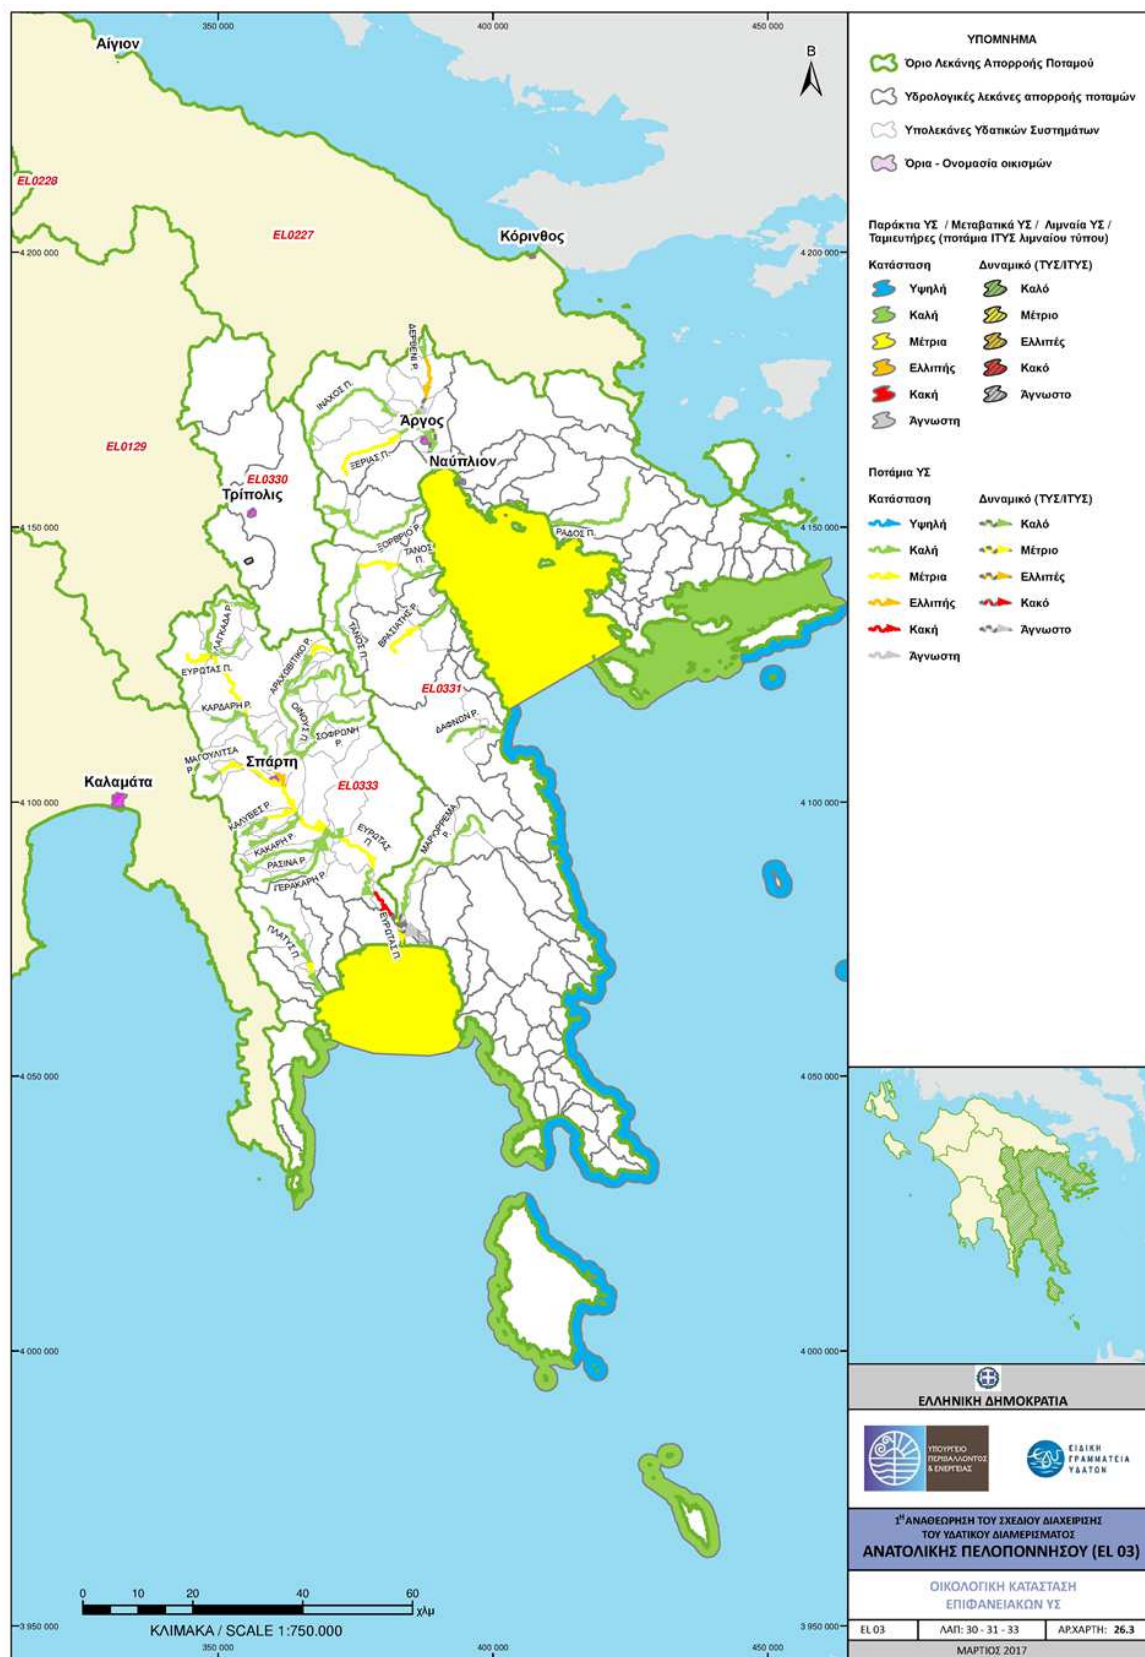 350 000
400 000
450 000
Αίγιον
Β
EL0228
EL0227
Κόρινθος
4 200 000
4 200 000
ΔΕΡΒΕΝΙ Ρ.
ΙΝΑΧΟΣ Π.
Άργος
EL0129
ΞΕΡΙΑΣ Π.
Ναύπλιον
EL0330
Τρίπολις
4 150 000
4 150 000
ΡΑΔΟΣ Π.
ΞΟΡΒΡΙΟ Ρ.
ΤΑΝΟΣ Π.
ΒΡΑΣΙΑΤΗΣ Ρ.
ΛΑΓΚΑΔΑ Ρ.
ΤΑΝΟΣ Π.
ΑΡΑΧΩΒΙΤΙΚΟ Ρ.
ΕΥΡΩΤΑΣ Π.
EL0331
ΚΑΡΔΑΡΗ Ρ.
ΟΙΝΟΥΣ Π.
ΔΑΦΝΩΝ Ρ.
ΣΟΦΡΩΝΗ Ρ.
ΜΑΓΟΥΛΙΤΣΑ Ρ.
Σπάρτη
Καλαμάτα
EL0333
4 100 000
4 100 000
ΚΑΛΥΒΕΣ Ρ.
ΕΥΡΩΤΑΣ Π.
ΜΑΡΙΟΡΡΕΜΑ Ρ.
ΚΑΚΑΡΗ Ρ.
ΡΑΣΙΝΑ Ρ.
ΓΕΡΑΚΑΡΗ Ρ.
ΠΛΑΤΥΣ Π.
ΕΥΡΩΤΑΣ Π.
4 050 000
4 050 000
4 000 000
4 000 000
3 950 000
3 950 000
0 10 20 40 60
χλμ
ΚΛΙΜΑΚΑ / SCALE 1:750.000
350 000
400 000
450 000
ΥΠΟΜΝΗΜΑ
Όριο Λεκάνης Απορροής Ποταμού
Υδρολογικές λεκάνες απορροής ποταμών
Υπολεκάνες Υδατικών Συστημάτων
Όρια - Ονομασία οικισμών
Παράκτια ΥΣ / Μεταβατικά ΥΣ / Λιμναία ΥΣ /
Ταμιευτήρες (ποτάμια ΙΤΥΣ λιμναίου τύπου)
Κατάσταση Δυναμικό (ΤΥΣ/ΙΤΥΣ)
Υψηλή Καλό
Καλή Μέτριο
Μέτρια Ελλιπές
Ελλιπής Κακό
Κακή Άγνωστο
Άγνωστη
Ποτάμια ΥΣ
Κατάσταση Δυναμικό (ΤΥΣ/ΙΤΥΣ)
Υψηλή Καλό
Καλή Μέτριο
Μέτρια Ελλιπές
Ελλιπής Κακό
Κακή Άγνωστο
Άγνωστη
ΕΛΛΗΝΙΚΗ ΔΗΜΟΚΡΑΤΙΑ
ΥΠΟΥΡΓΕΙΟ
ΠΕΡΙΒΑΛΛΟΝΤΟΣ
& ΕΝΕΡΓΕΙΑΣ
ΕΙΔΙΚΗ
ΓΡΑΜΜΑΤΕΙΑ
ΥΔΑΤΩΝ
1Η ΑΝΑΘΕΩΡΗΣΗ ΤΟΥ ΣΧΕΔΙΟΥ ΔΙΑΧΕΙΡΙΣΗΣ
ΤΟΥ ΥΔΑΤΙΚΟΥ ΔΙΑΜΕΡΙΣΜΑΤΟΣ
ΑΝΑΤΟΛΙΚΗΣ ΠΕΛΟΠΟΝΝΗΣΟΥ (EL 03)
ΟΙΚΟΛΟΓΙΚΗ ΚΑΤΑΣΤΑΣΗ
ΕΠΙΦΑΝΕΙΑΚΩΝ ΥΣ
EL 03 ΛΑΠ: 30 - 31 - 33 ΑΡ.ΧΑΡΤΗ: 26.3
ΜΑΡΤΙΟΣ 2017